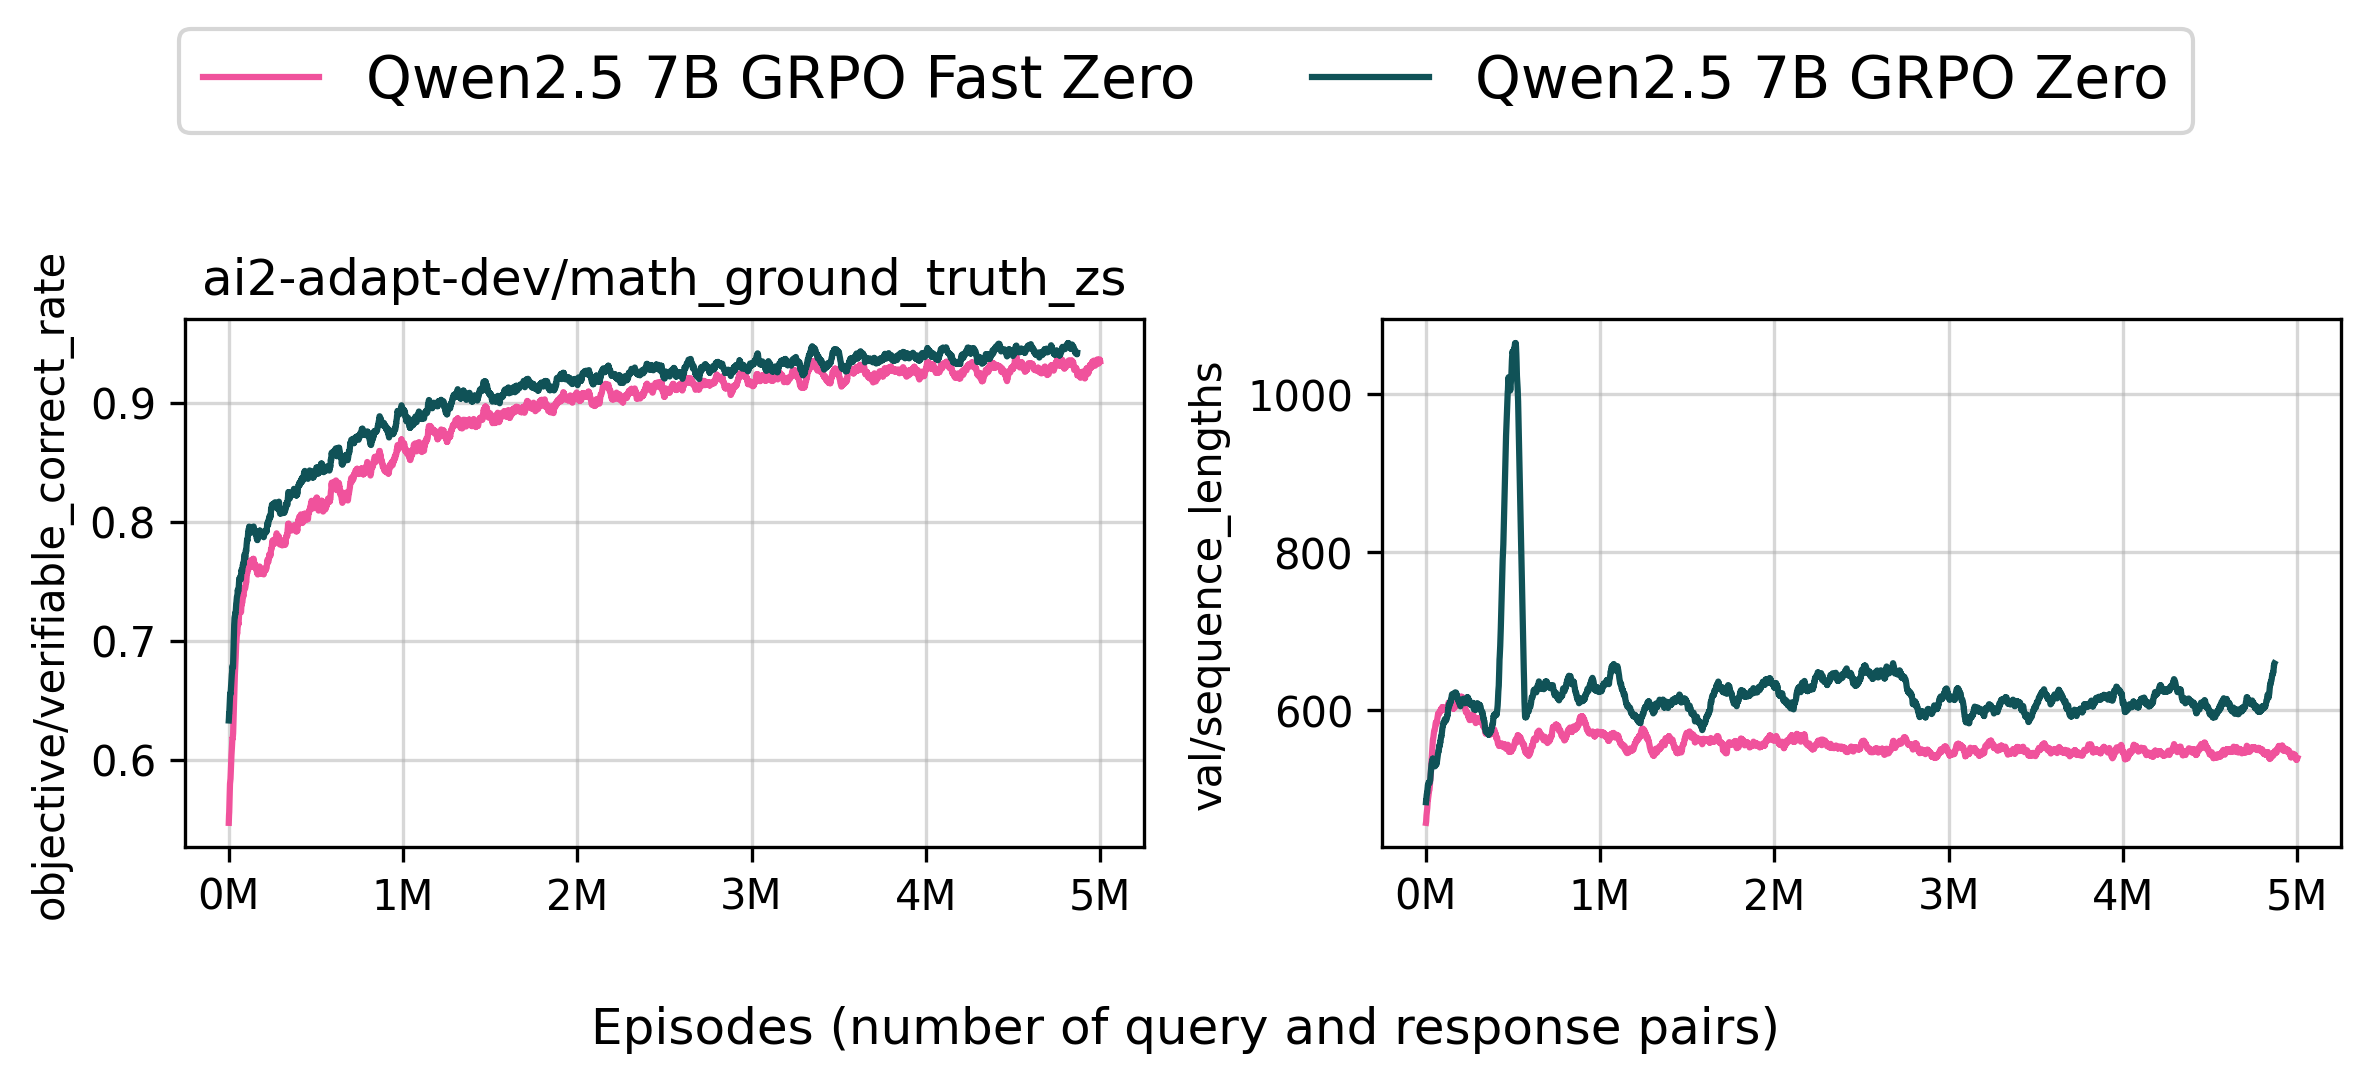 Qwen2.5 7B GRPO Fast Zero
Qwen2.5 7B GRPO Zero
ai2-adapt-dev/math_ground_truth_zs
objective/verifiable_correct_rate
0.9
0.8
0.7
0.6
0M 1M 2M 3M 4M 5M
val/sequence_lengths
1000
800
600
0M 1M 2M 3M 4M 5M
Episodes (number of query and response pairs)